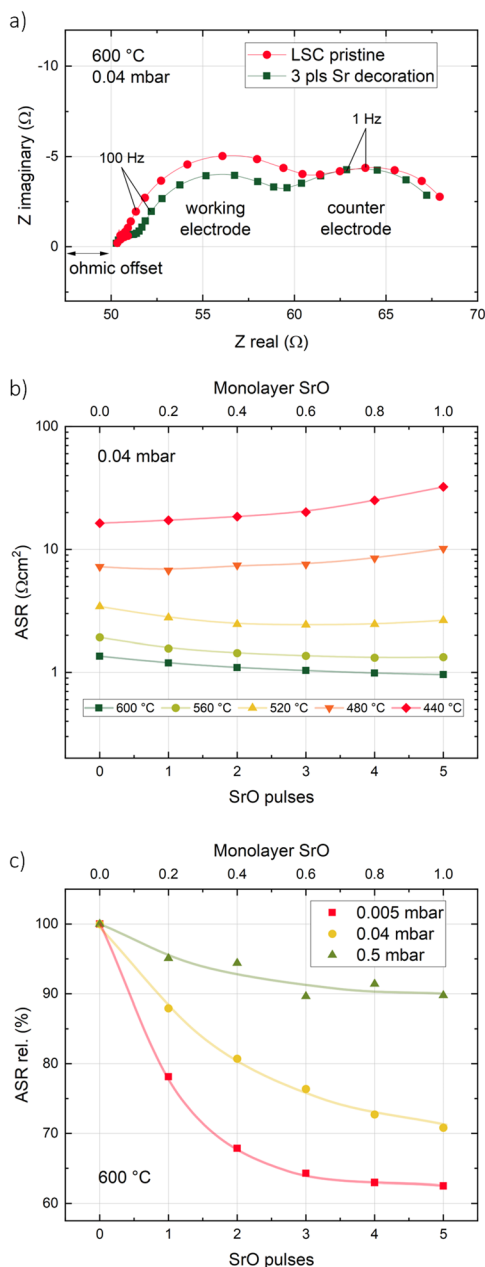 a)
600 °C
0.04 mbar
LSC pristine
3 pls Sr decoration
-10
-5
0
Z imaginary (Ω)
100 Hz
1 Hz
working
electrode
counter
electrode
ohmic offset
50 55 60 65 70
Z real (Ω)
b)
Monolayer SrO
0.0 0.2 0.4 0.6 0.8 1.0
0.04 mbar
100
10
1
ASR (Ωcm²)
600 °C 560 °C 520 °C 480 °C 440 °C
0 1 2 3 4 5
SrO pulses
c)
Monolayer SrO
0.0 0.2 0.4 0.6 0.8 1.0
0.005 mbar
0.04 mbar
0.5 mbar
100
90
80
70
60
ASR rel. (%)
600 °C
0 1 2 3 4 5
SrO pulses